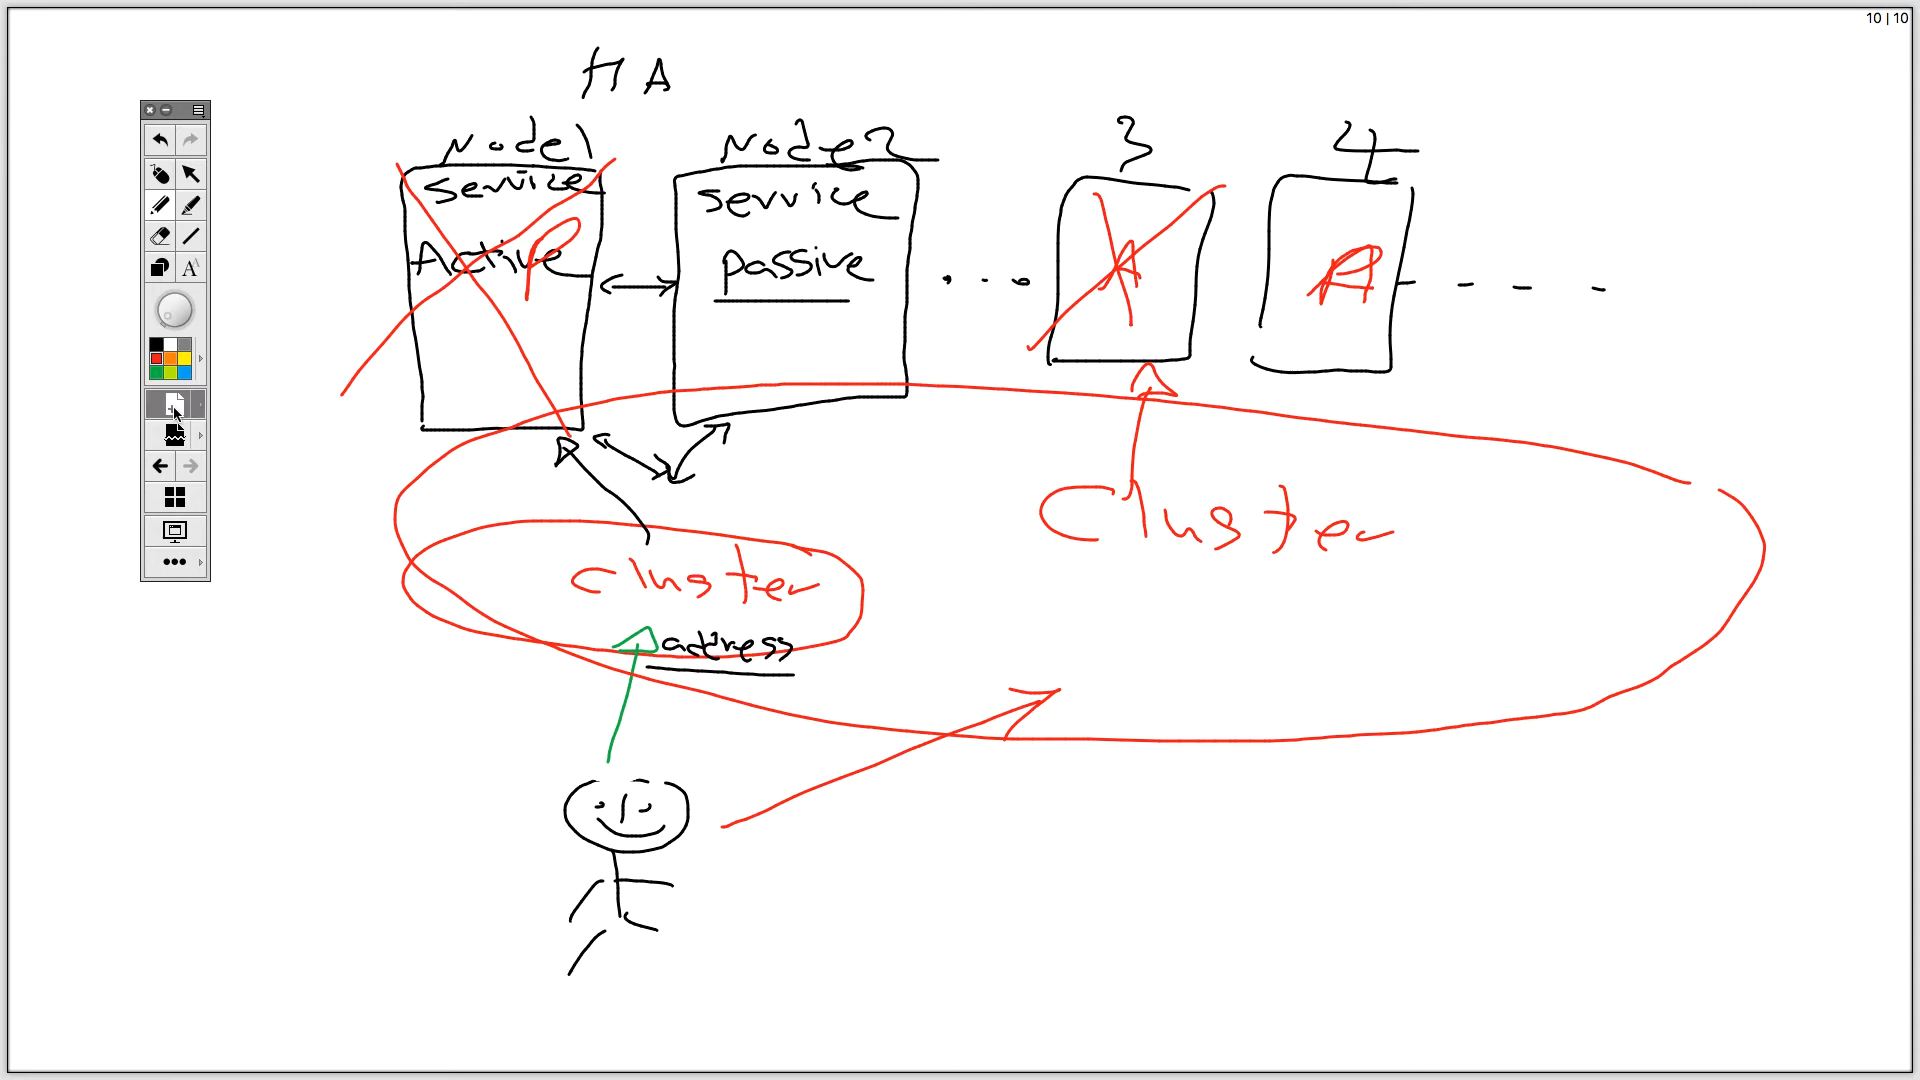 10 | 10
HA
Node1 Node2 3 4
Service service
Active P passive A A
Cluster
cluster
address